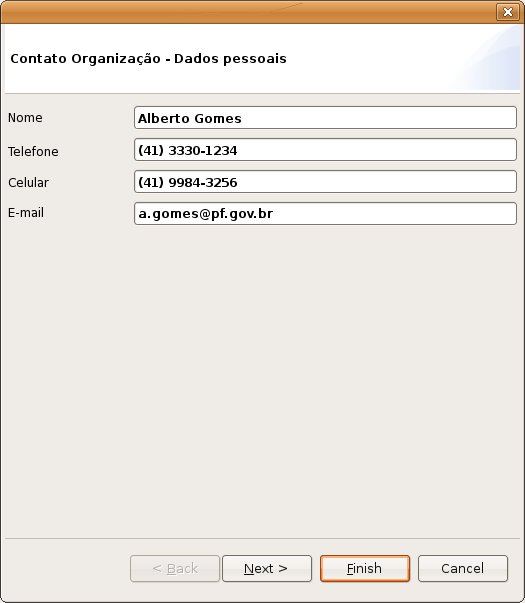 Contato Organização - Dados pessoais
Nome Alberto Gomes
Telefone (41) 3330-1234
Celular (41) 9984-3256
E-mail a.gomes@pf.gov.br
< Back Next > Finish Cancel